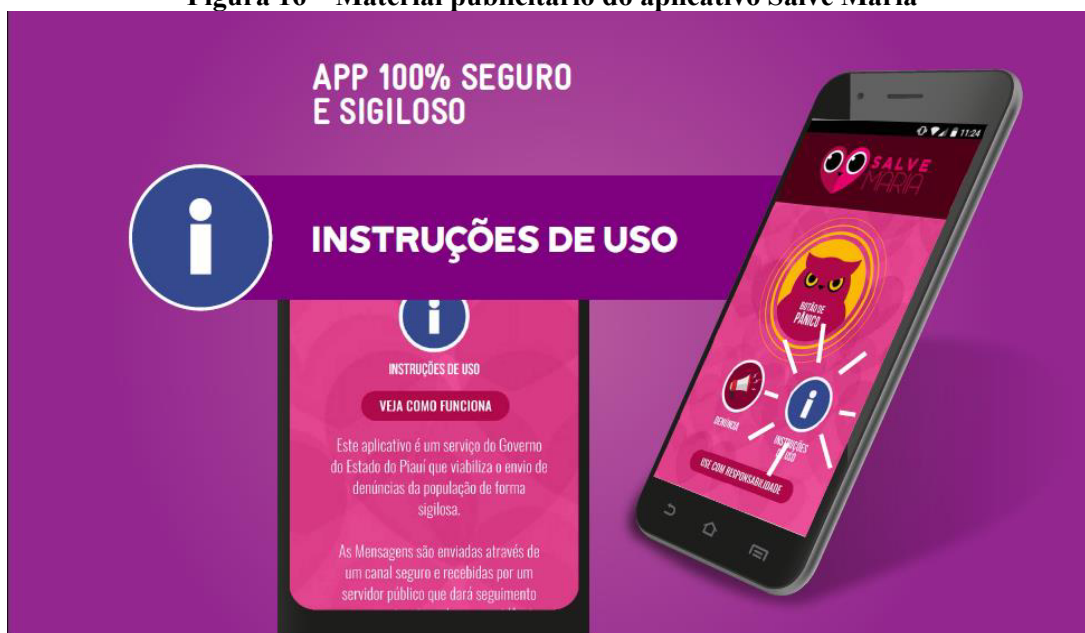 Figura 16 – Material publicitário do aplicativo Salve Maria
APP 100% SEGURO
E SIGILOSO
INSTRUÇÕES DE USO
INSTRUÇÕES DE USO
VEJA COMO FUNCIONA
Este aplicativo é um serviço do Governo
do Estado do Piauí que viabiliza o envio de
denúncias da população de forma
sigilosa.
As Mensagens são enviadas através de
um canal seguro e recebidas por um
servidor público que dará seguimento
11:24
SALVE
MARIA
BOTÃO DE
PÂNICO
DENÚNCIA
INSTRUÇÕES
DE USO
USE COM RESPONSABILIDADE